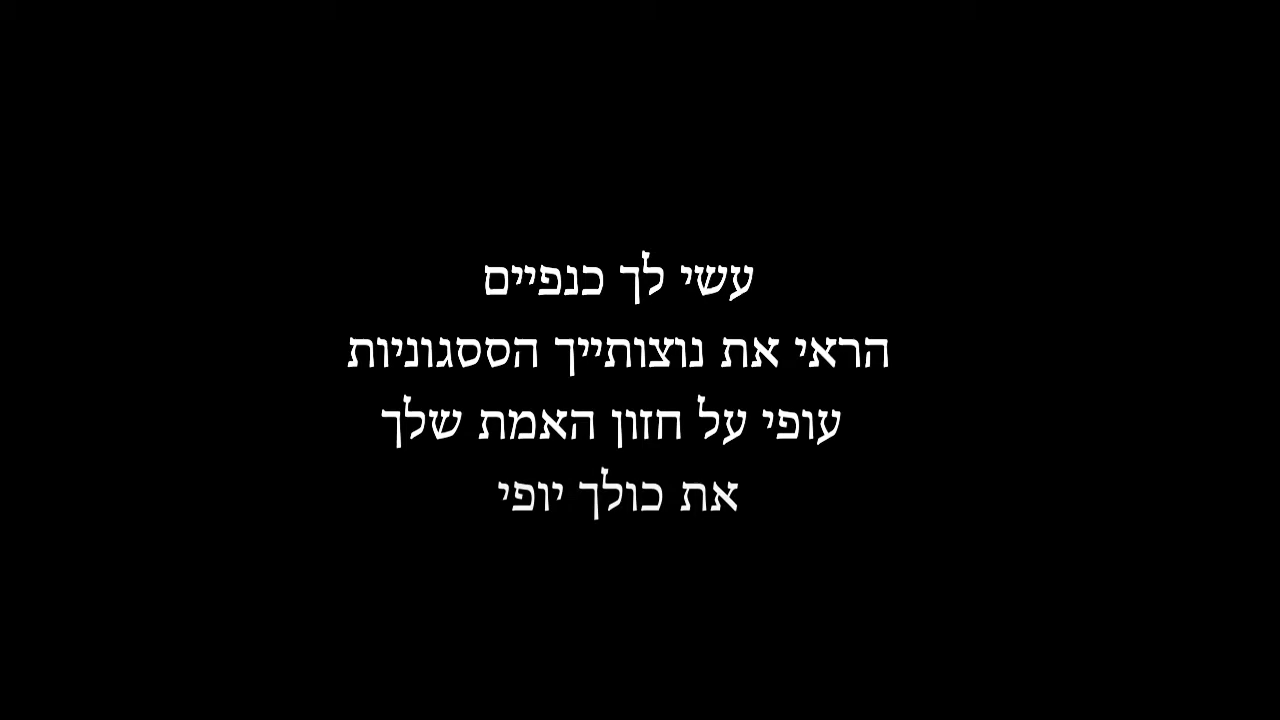 עשי לך כנפיים
הראי את נוצותייך הססגוניות
עופי על חזון האמת שלך
את כולך יופי